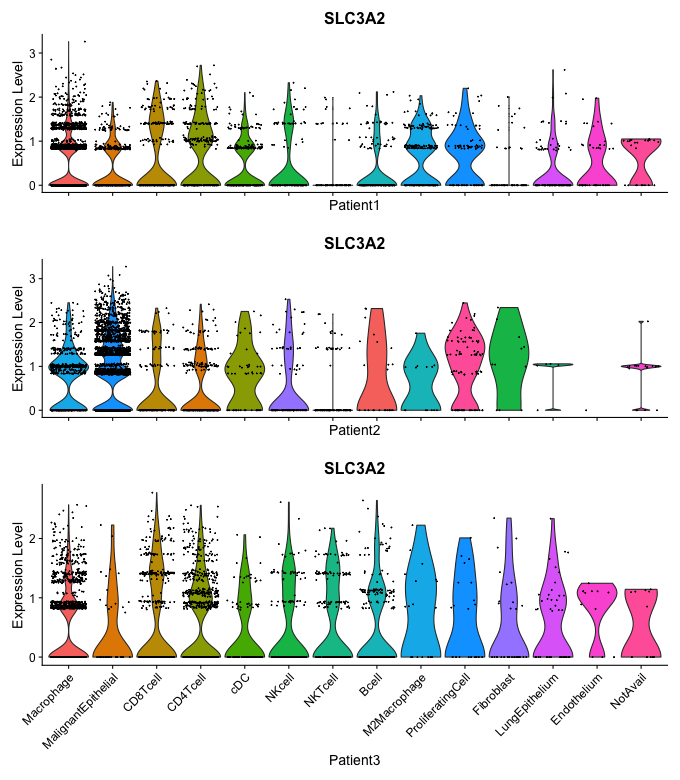 SLC3A2
Expression Level
3
2
1
0
Patient1
SLC3A2
Expression Level
3
2
1
0
Patient2
SLC3A2
Expression Level
2
1
0
Macrophage
MalignantEpithelial
CD8Tcell
CD4Tcell
cDC
NKcell
NKTcell
Bcell
M2Macrophage
ProliferatingCell
Fibroblast
LungEpithelium
Endothelium
NotAvail
Patient3